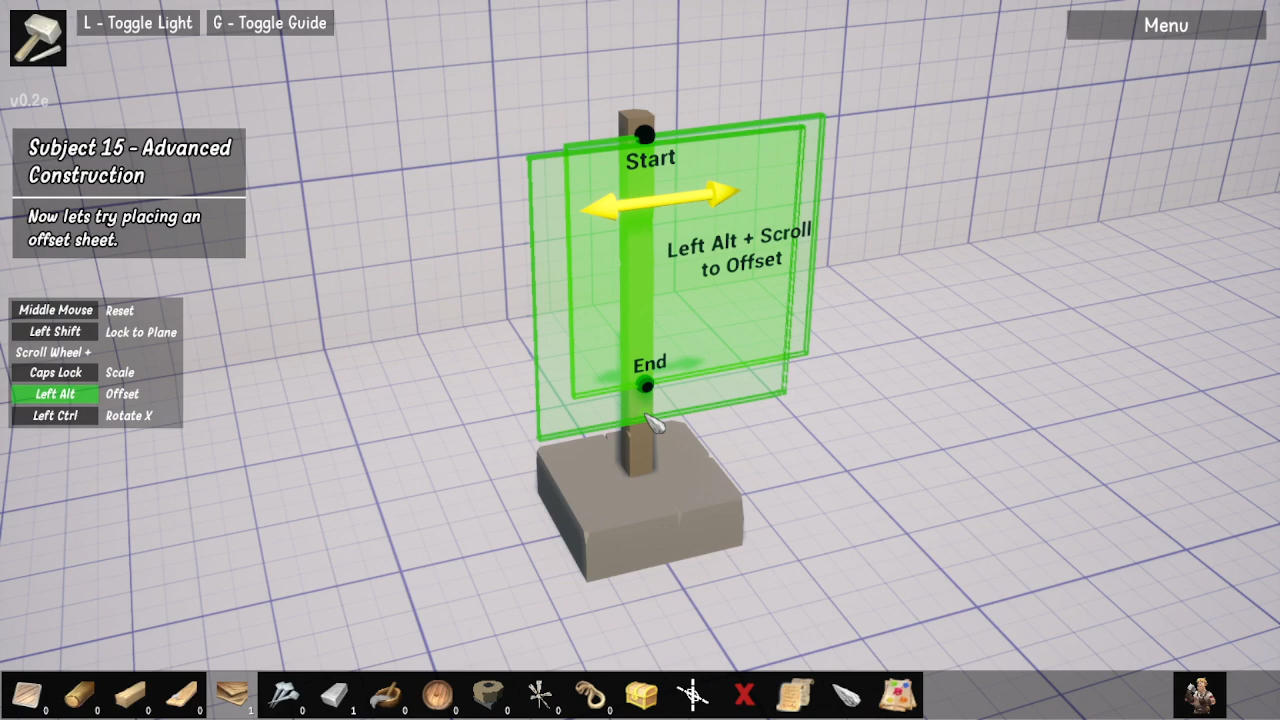 L - Toggle Light
G - Toggle Guide
Menu
v0.2e
Subject 15 - Advanced
Construction
Now lets try placing an
offset sheet.
Middle Mouse Reset
Left Shift Lock to Plane
Scroll Wheel +
Caps Lock Scale
Left Alt Offset
Left Ctrl Rotate X
Start
Left Alt + Scroll
to Offset
End
0 0 0 0 1 0 1 0 0 0 0 0